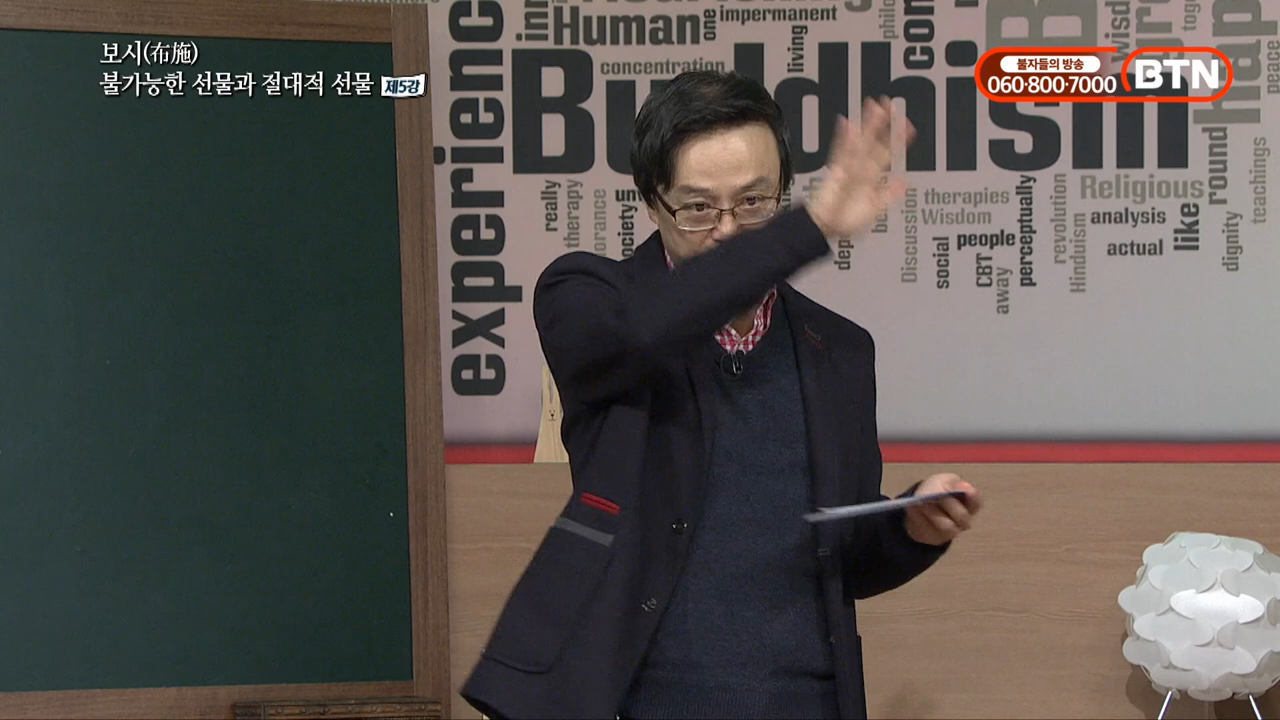 보시(布施)
불가능한 선물과 절대적 선물 제5강
불자들의 방송
060·800·7000
BTN
experienc
Human
one
impermanent
living
concentration
Buddhism
really
therapy
society
therapies
Wisdom
Discussion
social
people
CBT
away
perceptually
revolution
Hinduism
Religious
analysis
actual
like
round
dignity
teachings
peace